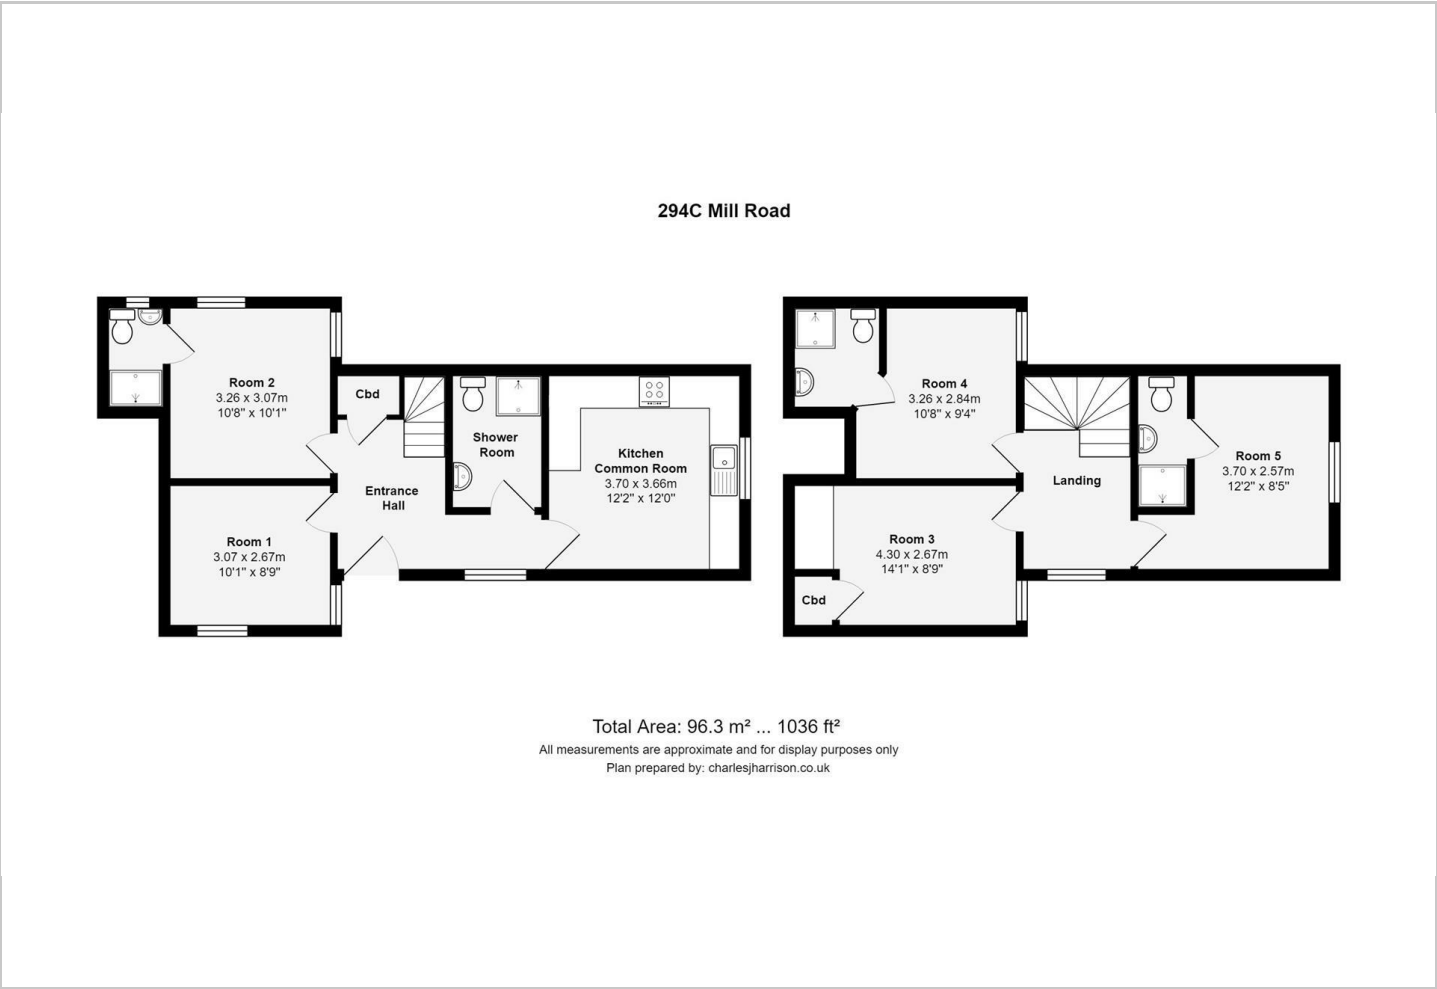 294C Mill Road
Room 2
3.26 x 3.07m
10'8" x 10'1"
Cbd
Shower
Room
Kitchen
Common Room
3.70 x 3.66m
12'2" x 12'0"
Entrance
Hall
Room 1
3.07 x 2.67m
10'1" x 8'9"
Room 4
3.26 x 2.84m
10'8" x 9'4"
Room 5
3.70 x 2.57m
12'2" x 8'5"
Landing
Room 3
4.30 x 2.67m
14'1" x 8'9"
Cbd
Total Area: 96.3 m² ... 1036 ft²
All measurements are approximate and for display purposes only
Plan prepared by: charlesjharrison.co.uk